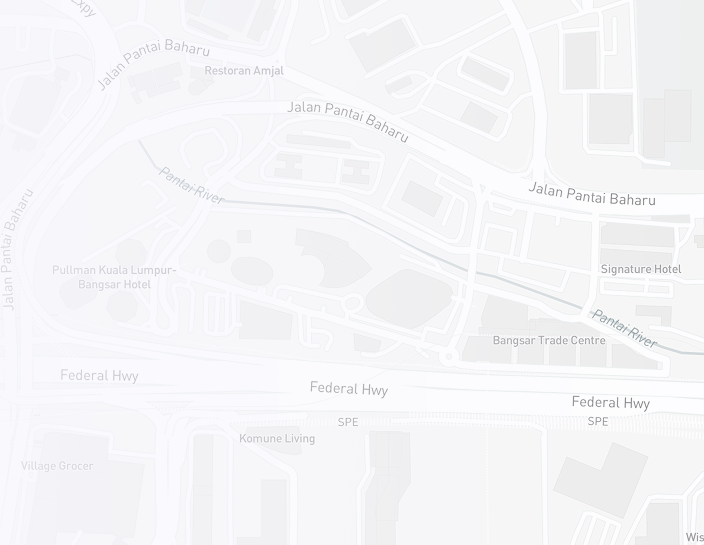 Expy
Jalan Pantai Baharu
Restoran Amjal
Jalan Pantai Baharu
Pantai River
Jalan Pantai Baharu
Jalan Pantai Baharu
Pullman Kuala Lumpur-
Bangsar Hotel
Signature Hotel
Pantai River
Bangsar Trade Centre
Federal Hwy
Federal Hwy
Federal Hwy
SPE
SPE
Komune Living
Village Grocer
Wis